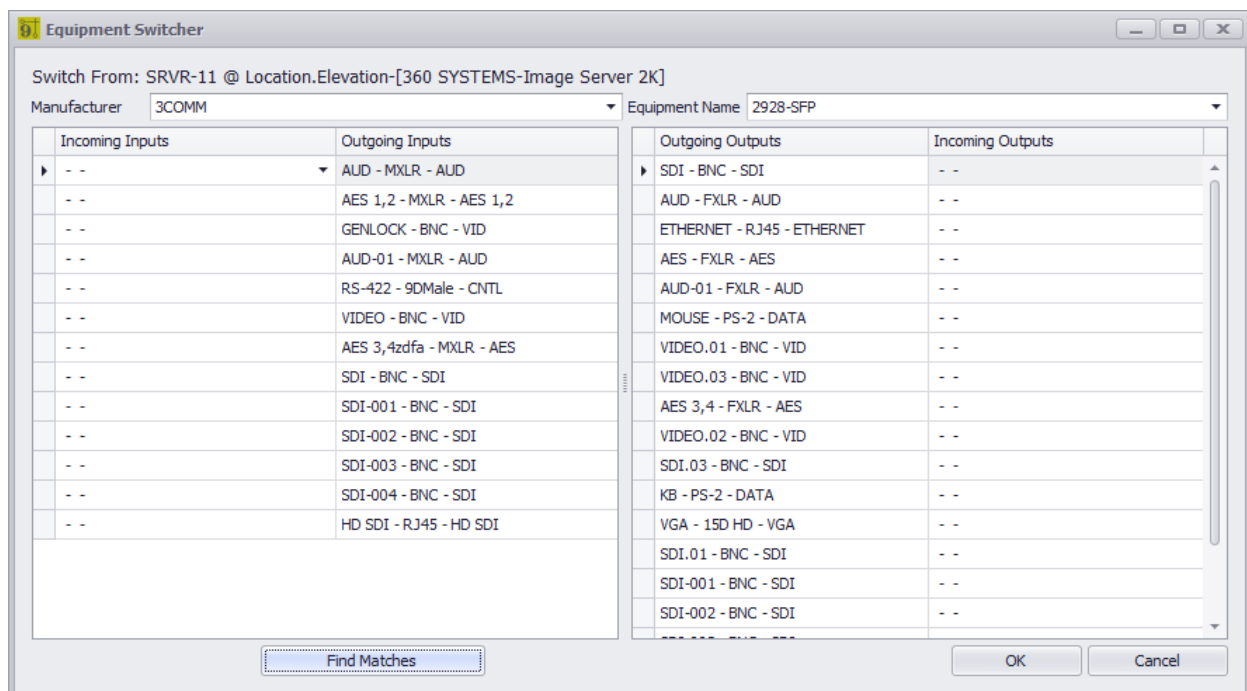 9
Equipment Switcher
Switch From: SRVR-11 @ Location.Elevation-[360 SYSTEMS-Image Server 2K]
Manufacturer 3COMM Equipment Name 2928-SFP
Incoming Inputs Outgoing Inputs Outgoing Outputs Incoming Outputs
- - AUD - MXLR - AUD SDI - BNC - SDI - -
- - AES 1,2 - MXLR - AES 1,2 AUD - FXLR - AUD - -
- - GENLOCK - BNC - VID ETHERNET - RJ45 - ETHERNET - -
- - AUD-01 - MXLR - AUD AES - FXLR - AES - -
- - RS-422 - 9DMale - CNTL AUD-01 - FXLR - AUD - -
- - VIDEO - BNC - VID MOUSE - PS-2 - DATA - -
- - AES 3,4zdfa - MXLR - AES VIDEO.01 - BNC - VID - -
- - SDI - BNC - SDI VIDEO.03 - BNC - VID - -
- - SDI-001 - BNC - SDI AES 3,4 - FXLR - AES - -
- - SDI-002 - BNC - SDI VIDEO.02 - BNC - VID - -
- - SDI-003 - BNC - SDI SDI.03 - BNC - SDI - -
- - SDI-004 - BNC - SDI KB - PS-2 - DATA - -
- - HD SDI - RJ45 - HD SDI VGA - 15D HD - VGA - -
SDI.01 - BNC - SDI - -
SDI-001 - BNC - SDI - -
SDI-002 - BNC - SDI - -
Find Matches OK Cancel